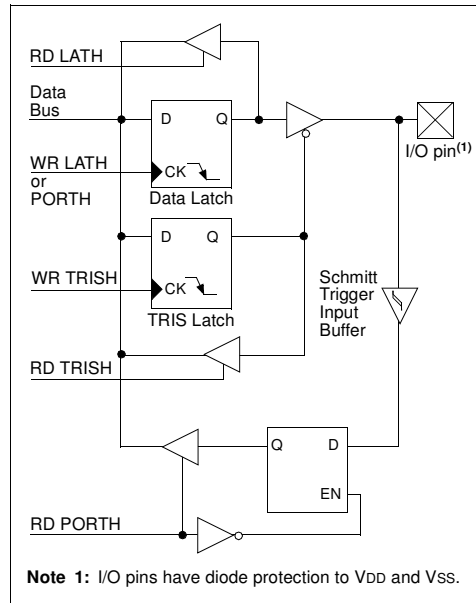 RD LATH
Data
Bus
D Q
I/O pin(1)
WR LATH
or
PORTH
CK
Data Latch
D Q
WR TRISH
CK
TRIS Latch
Schmitt
Trigger
Input
Buffer
RD TRISH
Q D
EN
RD PORTH
Note 1: I/O pins have diode protection to VDD and VSS.